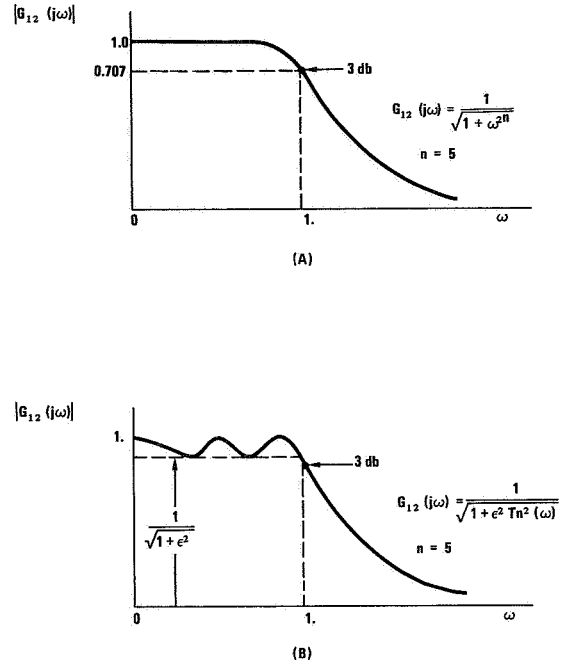 |G₁₂ (jω)|
1.0
0.707
3 db
G₁₂ (jω) = 1 / √(1 + ω²ⁿ)
n = 5
0
1.
ω
(A)
|G₁₂ (jω)|
1.
3 db
1 / √(1 + ϵ²)
G₁₂ (jω) = 1 / √(1 + ϵ² Tn² (ω))
n = 5
0
1.
ω
(B)